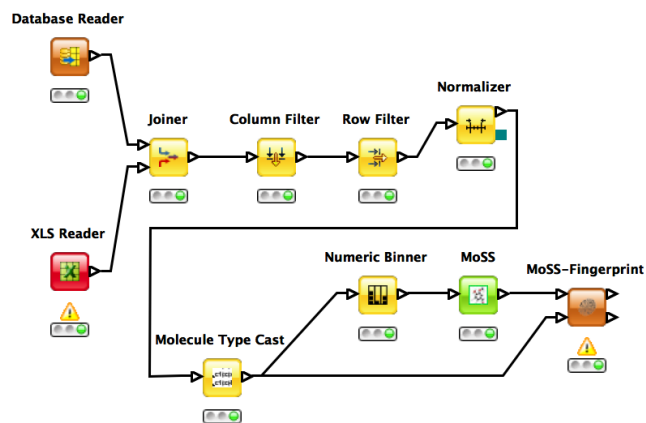 Database Reader
Normalizer
Joiner
Column Filter
Row Filter
XLS Reader
Numeric Binner
MoSS
MoSS-Fingerprint
Molecule Type Cast